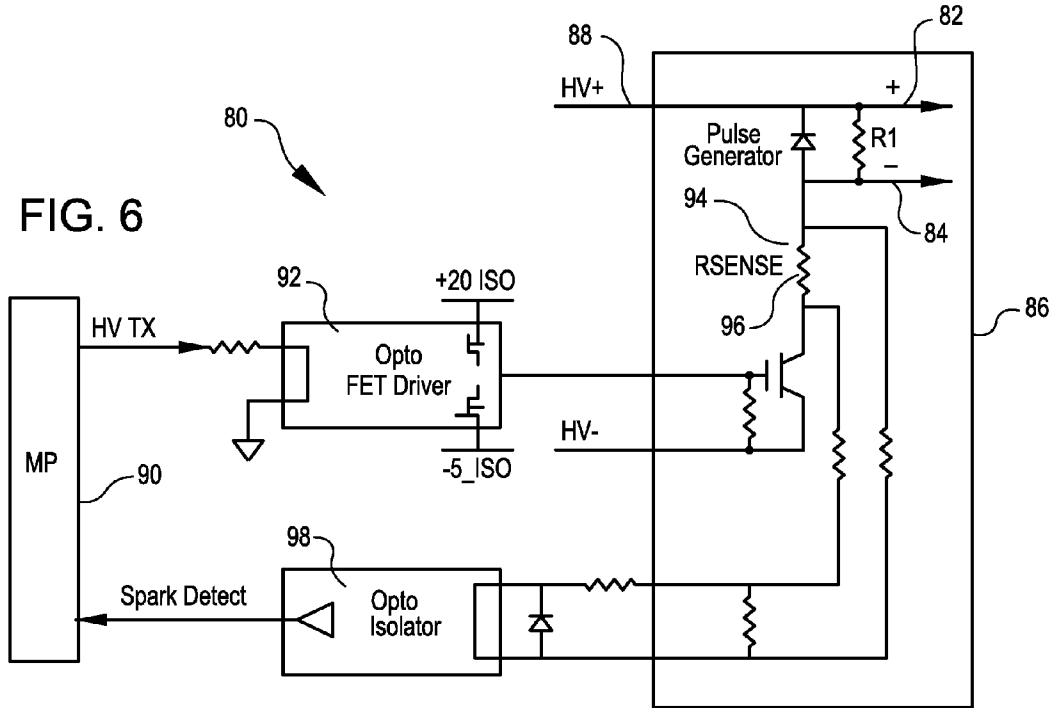 88
82
HV+
+
80
Pulse
Generator
R1
–
FIG. 6
94
84
RSENSE
92
+20 ISO
96
86
HV TX
Opto
FET Driver
HV-
-5_ISO
MP
90
98
Spark Detect
Opto
Isolator